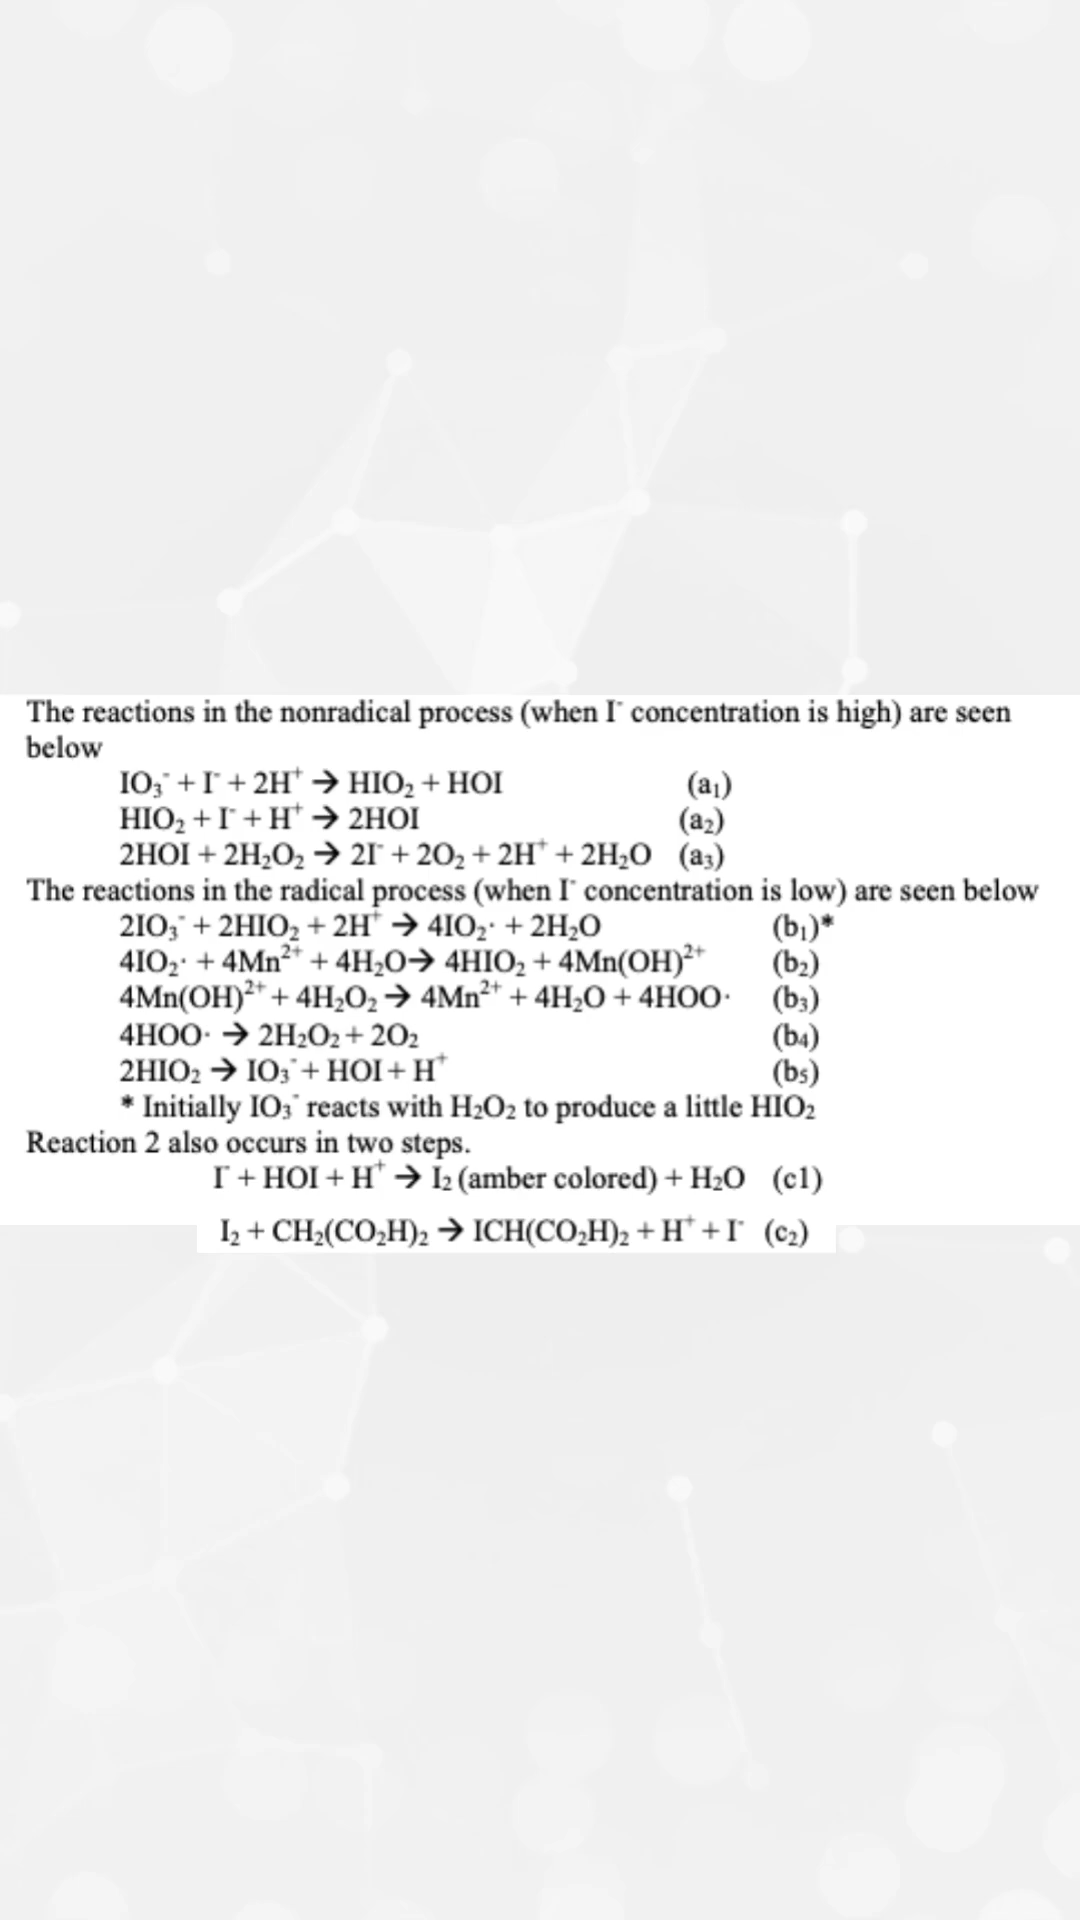 The reactions in the nonradical process (when I⁻ concentration is high) are seen
below
IO₃⁻ + I⁻ + 2H⁺ → HIO₂ + HOI (a₁)
HIO₂ + I⁻ + H⁺ → 2HOI (a₂)
2HOI + 2H₂O₂ → 2I⁻ + 2O₂ + 2H⁺ + 2H₂O (a₃)
The reactions in the radical process (when I⁻ concentration is low) are seen below
2IO₃⁻ + 2HIO₂ + 2H⁺ → 4IO₂· + 2H₂O (b₁)*
4IO₂· + 4Mn²⁺ + 4H₂O→ 4HIO₂ + 4Mn(OH)²⁺ (b₂)
4Mn(OH)²⁺ + 4H₂O₂ → 4Mn²⁺ + 4H₂O + 4HOO· (b₃)
4HOO· → 2H₂O₂ + 2O₂ (b₄)
2HIO₂ → IO₃⁻ + HOI + H⁺ (b₅)
* Initially IO₃⁻ reacts with H₂O₂ to produce a little HIO₂
Reaction 2 also occurs in two steps.
I⁻ + HOI + H⁺ → I₂ (amber colored) + H₂O (c1)
I₂ + CH₂(CO₂H)₂ → ICH(CO₂H)₂ + H⁺ + I⁻ (c₂)